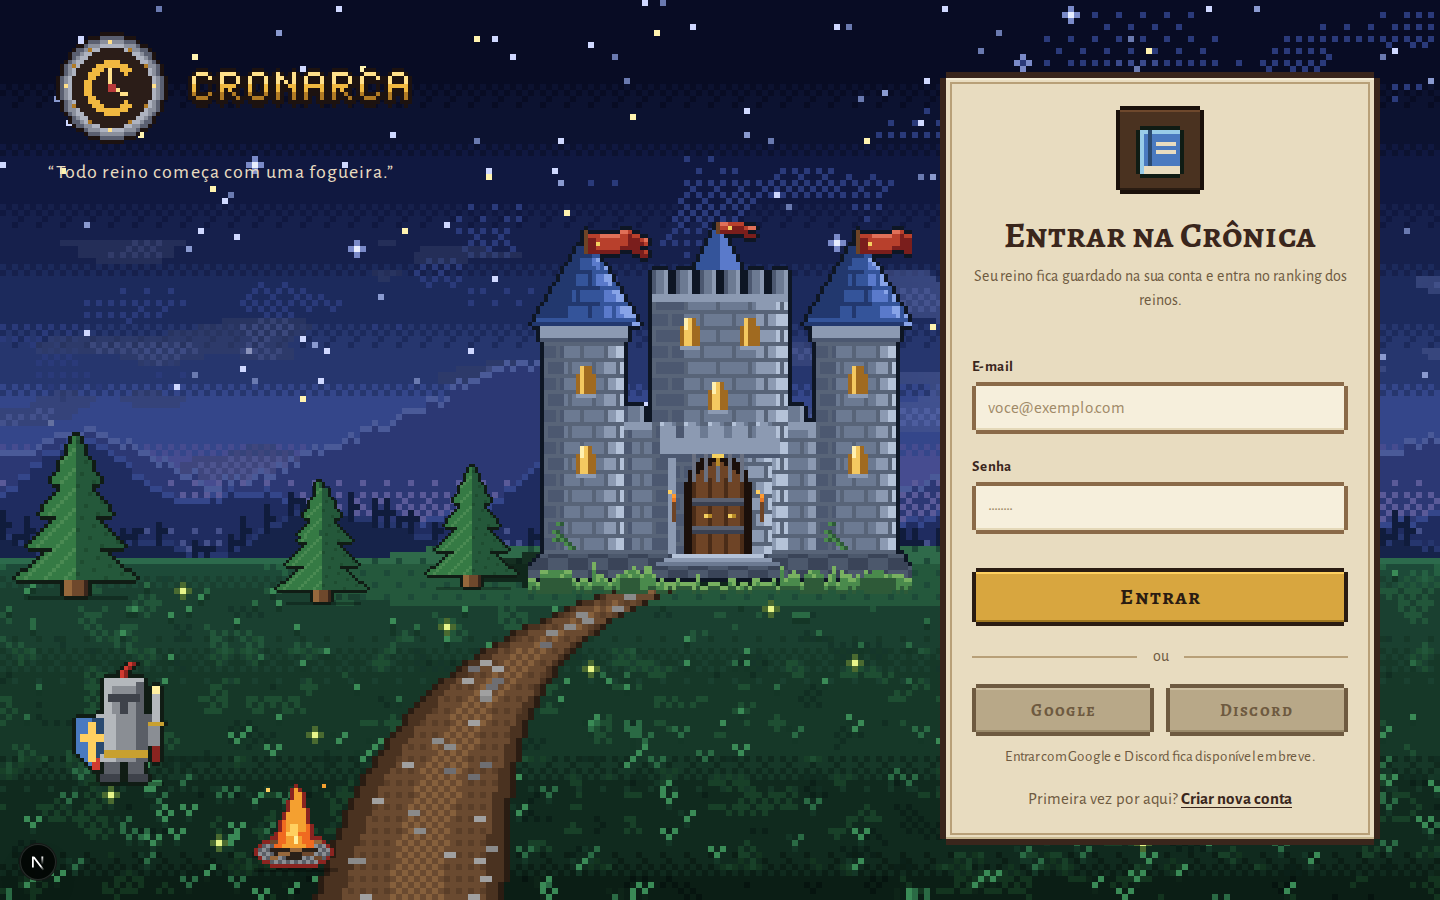 CRONARCA
“Todo reino começa com uma fogueira.”
Entrar na Crônica
Seu reino fica guardado na sua conta e entra no ranking dos
reinos.
E-mail
voce@exemplo.com
Senha
········
Entrar
ou
Google
Discord
Entrar com Google e Discord fica disponível em breve.
Primeira vez por aqui? Criar nova conta
N